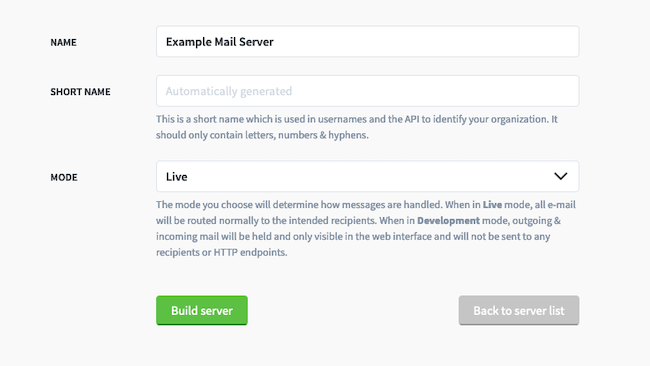 NAME
Example Mail Server
SHORT NAME
Automatically generated
This is a short name which is used in usernames and the API to identify your organization. It
should only contain letters, numbers & hyphens.
MODE
Live
The mode you choose will determine how messages are handled. When in Live mode, all e-mail
will be routed normally to the intended recipients. When in Development mode, outgoing &
incoming mail will be held and only visible in the web interface and will not be sent to any
recipients or HTTP endpoints.
Build server
Back to server list